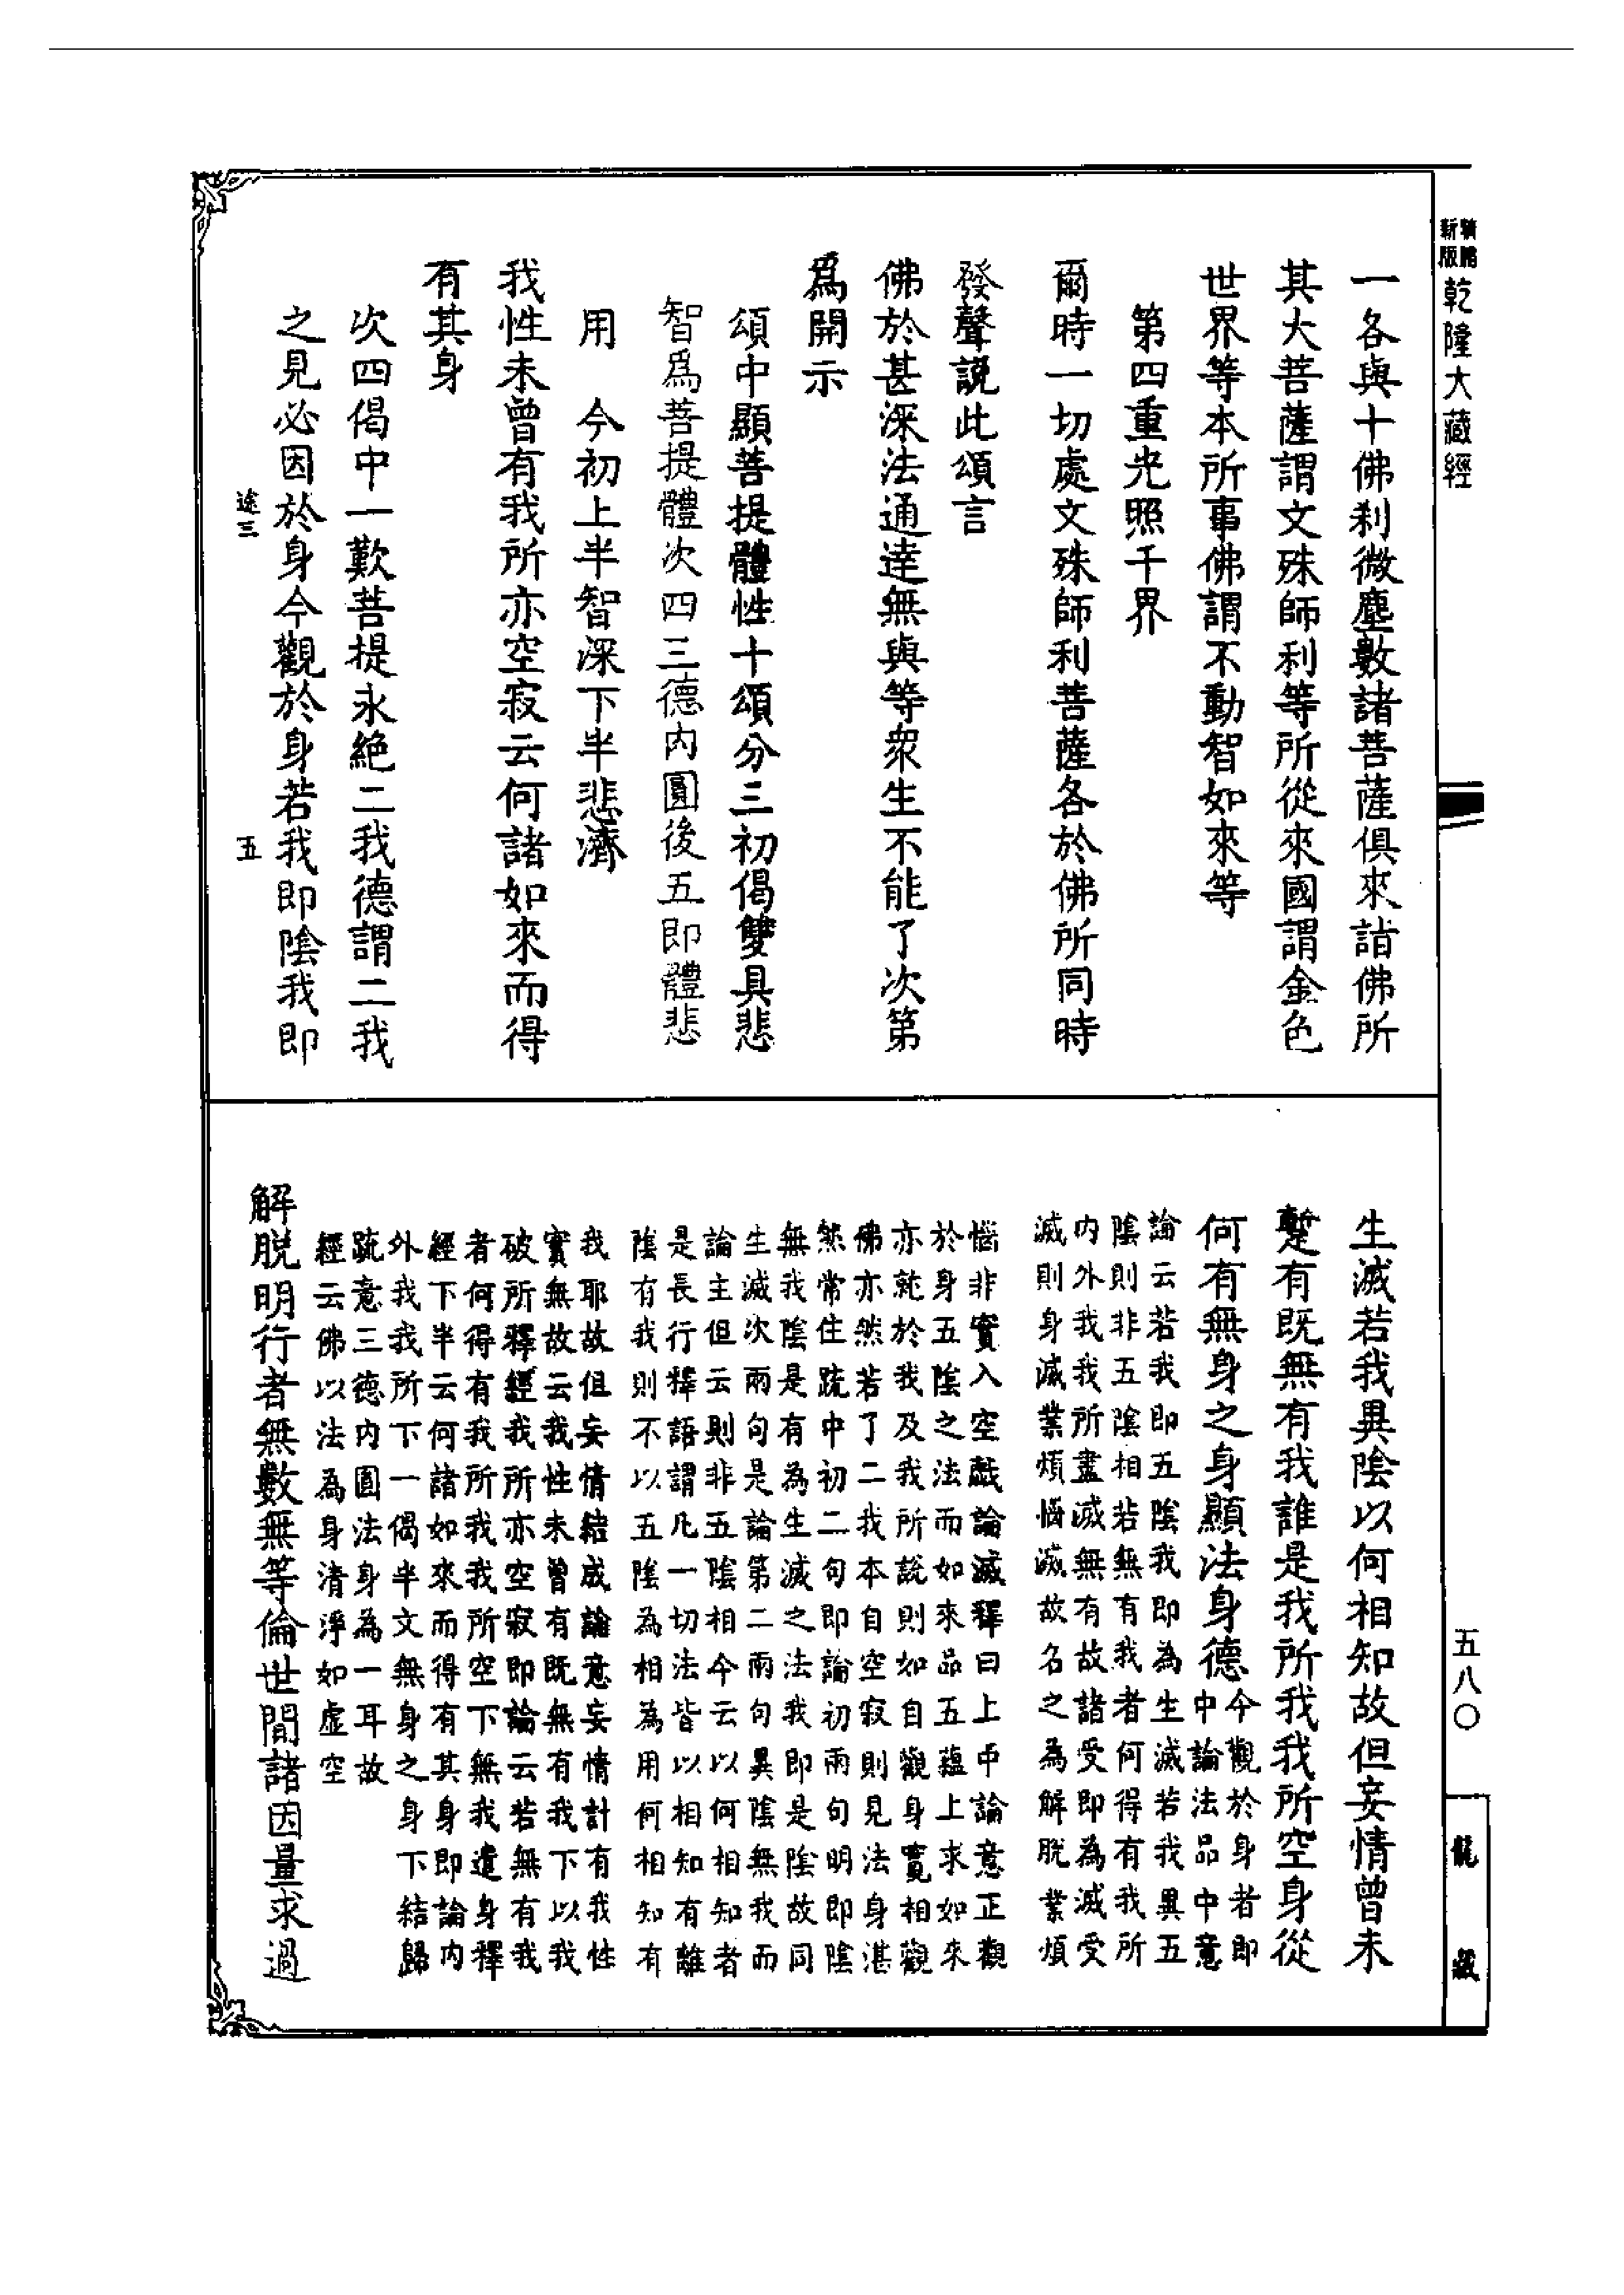 精鵬
新版
乾隆大藏經
一各與十佛刹微塵數諸菩薩俱來詣佛所
其大菩薩謂文殊師利等所從來國謂金色
世界等本所事佛謂不動智如來等
第四重光照千界
爾時一切處文殊師利菩薩各於佛所同時
發聲說此頌言
佛於甚深法通達無與等衆生不能了次第
爲開示
頌中顯菩提體性十頌分三初偈雙具悲
智爲菩提體次四三德內圓後五即體悲
用　今初上半智深下半悲濟
我性未曾有我所亦空寂云何諸如來而得
有其身
次四偈中一歎菩提永絕二我德謂二我
之見必因於身今觀於身若我即陰我即
途三
五
生滅若我異陰以何相知故但妄情曾未
蹔有既無有我誰是我所我我所空身從
何有無身之身顯法身德
今觀於身者即
中論法品中意
論云若我即五陰我即為生滅若我異五
陰則非五陰相若無有我者何得有我所
內外我我所盡滅無有故諸受即為滅受
滅則身滅業煩惱滅故名之為解脫業煩
惱非實入空戲論滅釋曰上中論意正觀
於身五陰之法而如來品五蘊上求如來
亦就於我及我所說則如自觀身實相觀
佛亦然若了二我本自空寂則見法身湛
然常住疏中初二句即論初兩句明即陰
無我陰是有為生滅之法我即是陰故同
生滅次兩句是論第二兩句異陰無我而
論主但云則非五陰相今云以何相知者
是長行釋語謂凡一切法皆以相知有離
陰有我則不以五陰為相為用何相知有
我耶故但妄情結成論意妄情計有我性
實無故云我性未曾有既無有我下以我
破所釋經我所亦空寂即論云若無有我
者何得有我所我我所空下無我遣身釋
經下半云何諸如來而得有其身即論內
外我我所下一偈半文無身之身下結歸
疏意三德內圓法身為一耳故
經云佛以法為身清淨如虛空
解脫明行者無數無等倫世間諸因量求過
五八〇
龍藏